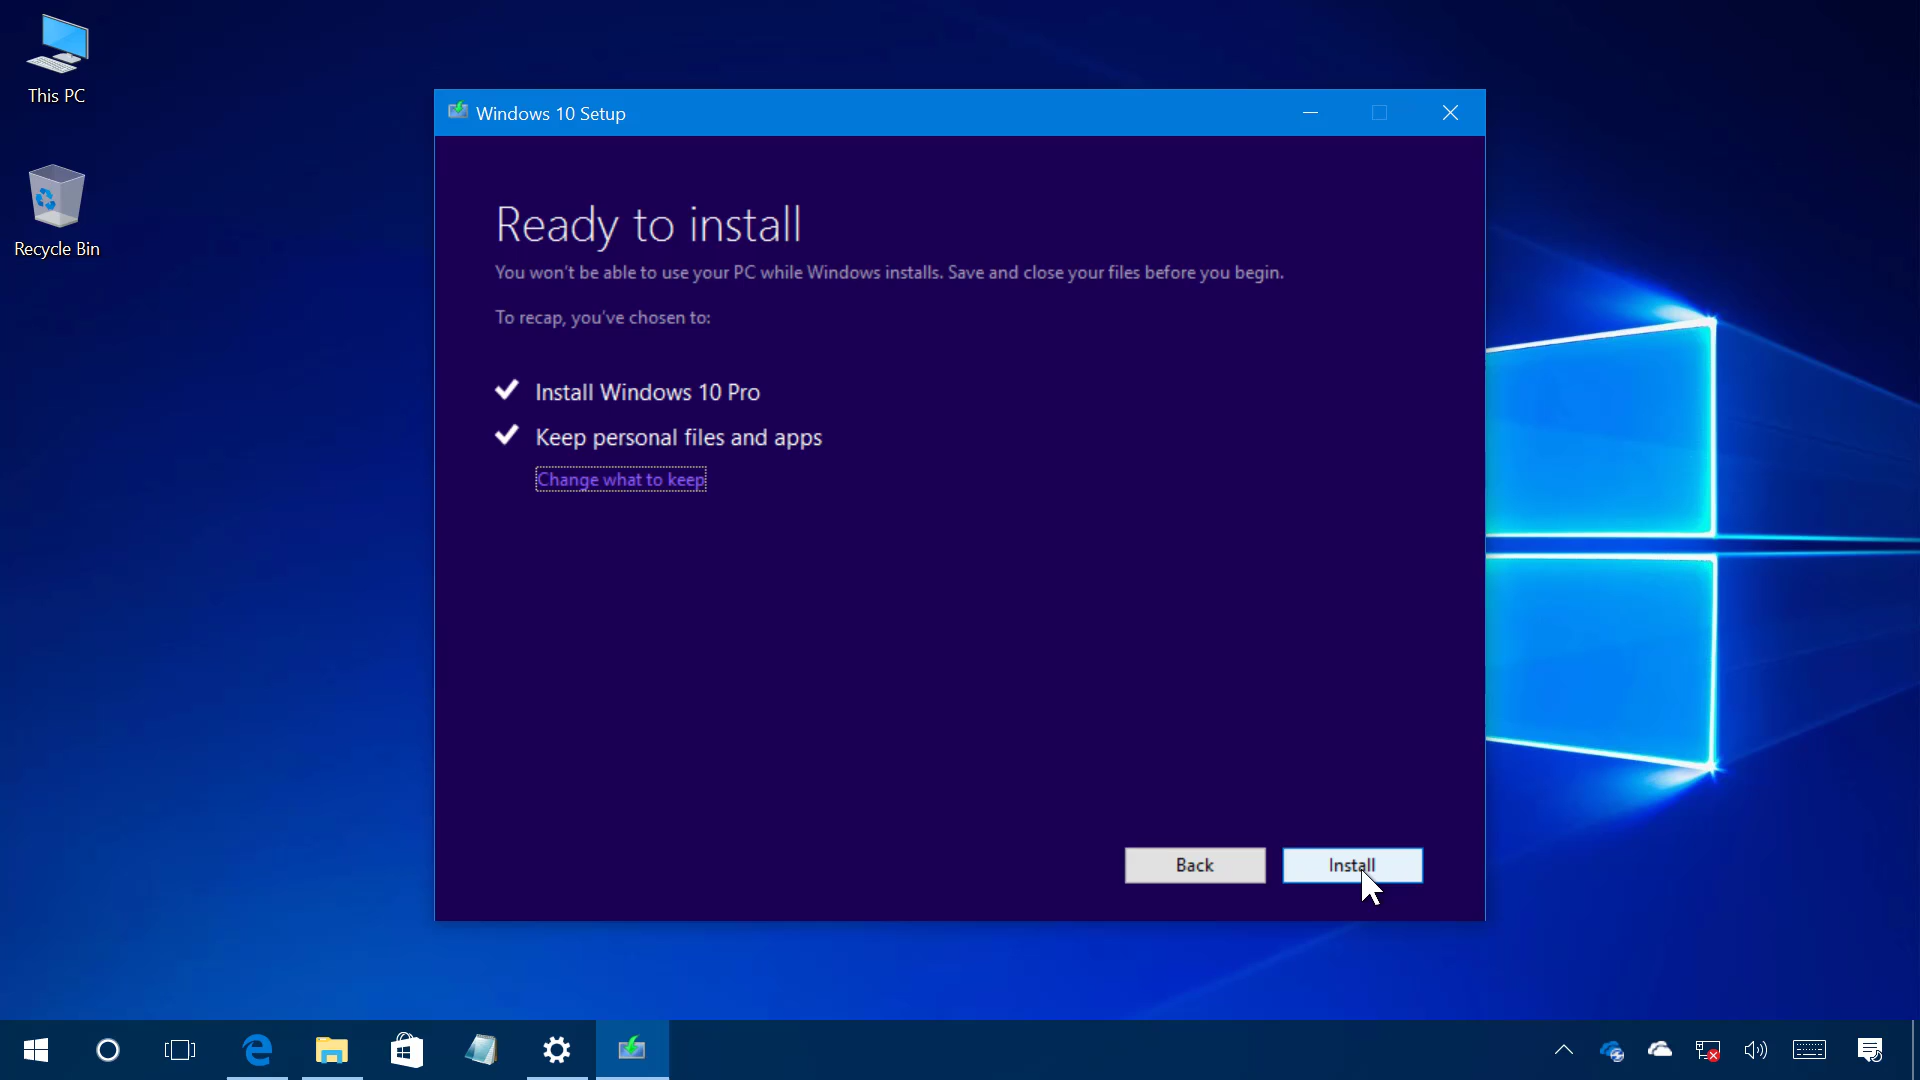 This PC
Recycle Bin
Windows 10 Setup
Ready to install
You won't be able to use your PC while Windows installs. Save and close your files before you begin.
To recap, you've chosen to:
Install Windows 10 Pro
Keep personal files and apps
Change what to keep
Back
Install